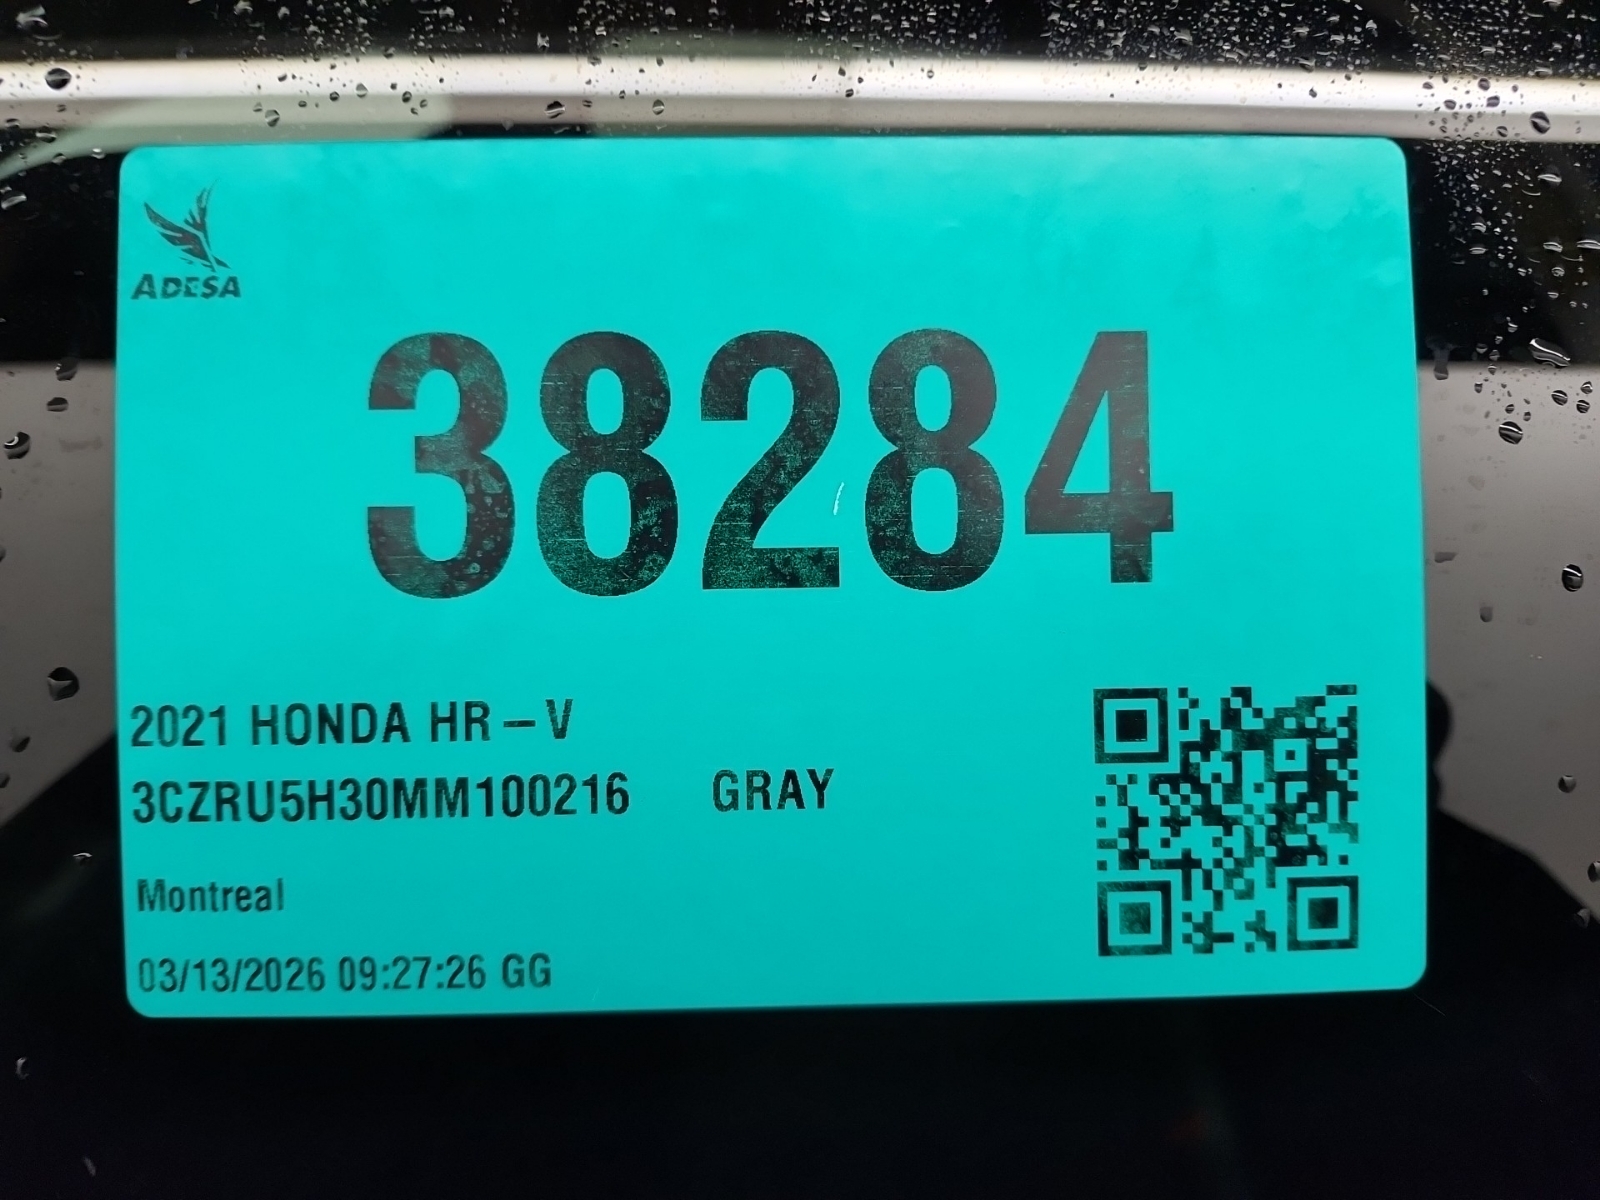 ADESA
38284
2021 HONDA HR-V
3CZRU5H30MM100216 GRAY
Montreal
03/13/2026 09:27:26 GG